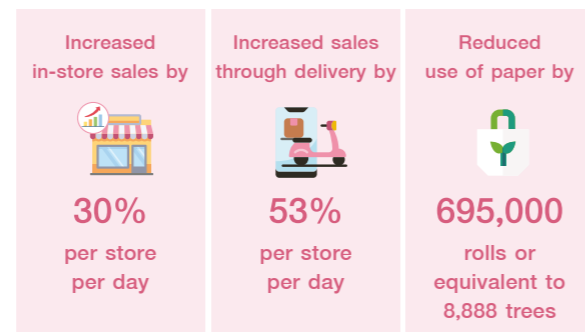 Increased
in-store sales by
30%
per store
per day
Increased sales
through delivery by
53%
per store
per day
Reduced
use of paper by
695,000
rolls or
equivalent to
8,888 trees